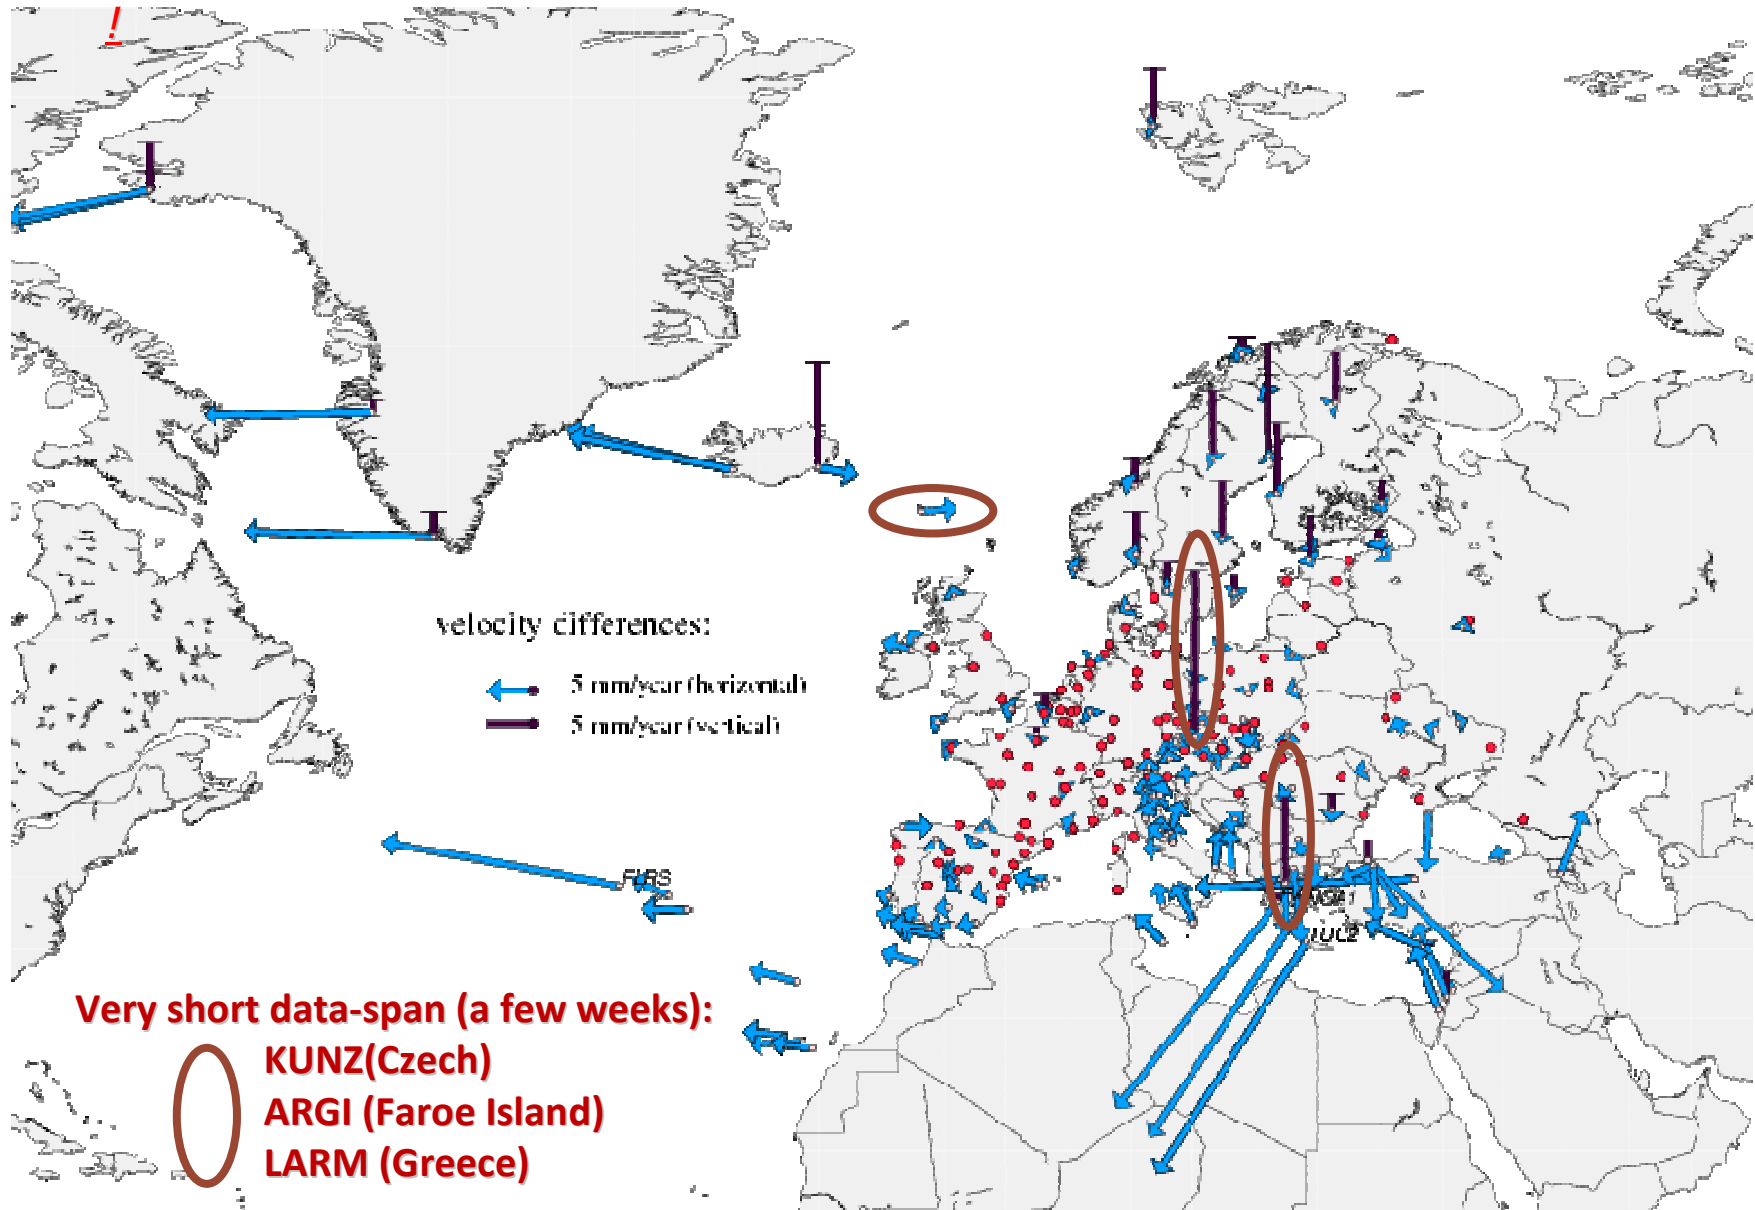 !
velocity differences:
5 mm/year (horizontal)
5 mm/year (vertical)
Very short data-span (a few weeks):
KUNZ(Czech)
ARGI (Faroe Island)
LARM (Greece)